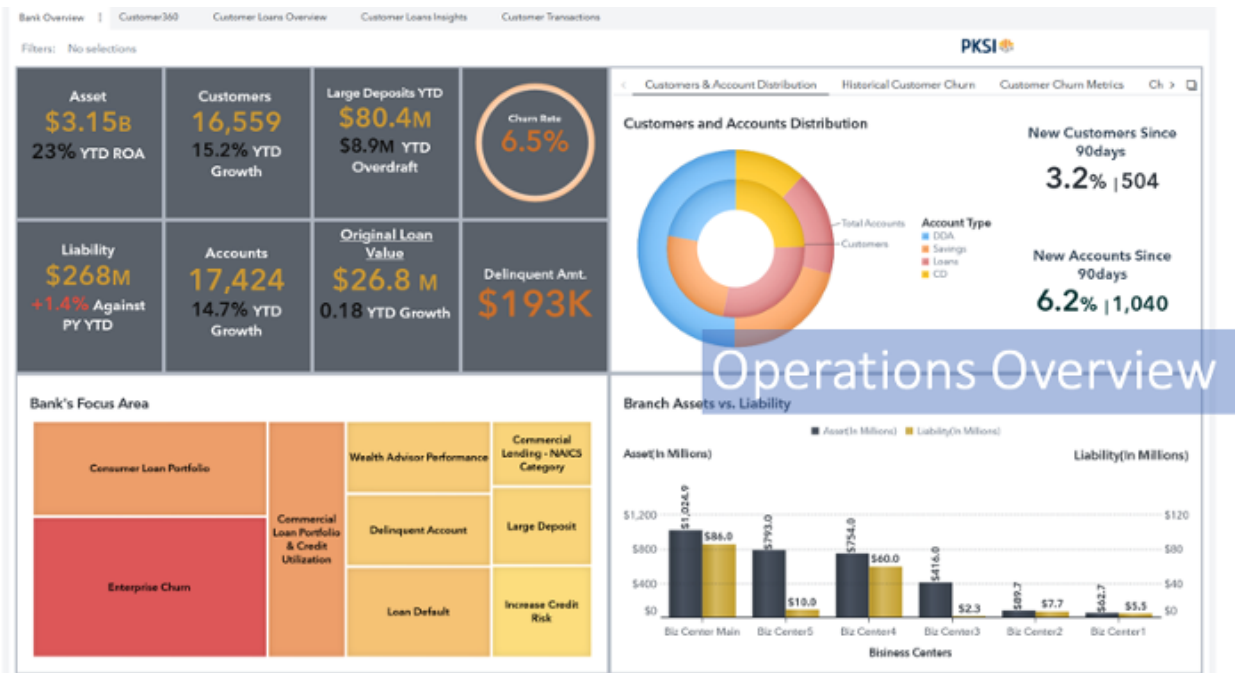 Bank Overview
Customer360
Customer Loans Overview
Customer Loans Insights
Customer Transactions
Filters: No selections
PKSI
Asset
$3.15B
23% YTD ROA
Customers
16,559
15.2% YTD
Growth
Large Deposits YTD
$80.4M
$8.9M YTD
Overdraft
Churn Rate
6.5%
Liability
$268M
+1.4% Against
PY YTD
Accounts
17,424
14.7% YTD
Growth
Original Loan
Value
$26.8 M
0.18 YTD Growth
Delinquent Amt.
$193K
Customers & Account Distribution
Historical Customer Churn
Customer Churn Metrics
Ch
Customers and Accounts Distribution
Total Accounts
Customers
Account Type
DDA
Savings
Loans
CD
New Customers Since
90days
3.2% | 504
New Accounts Since
90days
6.2% | 1,040
Operations Overview
Bank's Focus Area
Consumer Loan Portfolio
Enterprise Churn
Commercial
Loan Portfolio
& Credit
Utilization
Wealth Advisor Performance
Delinquent Account
Loan Default
Commercial
Lending - NAICS
Category
Large Deposit
Increase Credit
Risk
Branch Assets vs. Liability
Asset(In Millions)
Liability(In Millions)
Asset(In Millions)
Liability(In Millions)
$1,200
$800
$400
$0
$1,024.9
$86.0
$793.0
$10.0
$754.0
$60.0
$416.0
$2.3
$89.7
$7.7
$62.7
$5.5
$120
$80
$40
$0
Biz Center Main
Biz Center5
Biz Center4
Biz Center3
Biz Center2
Biz Center1
Bisiness Centers